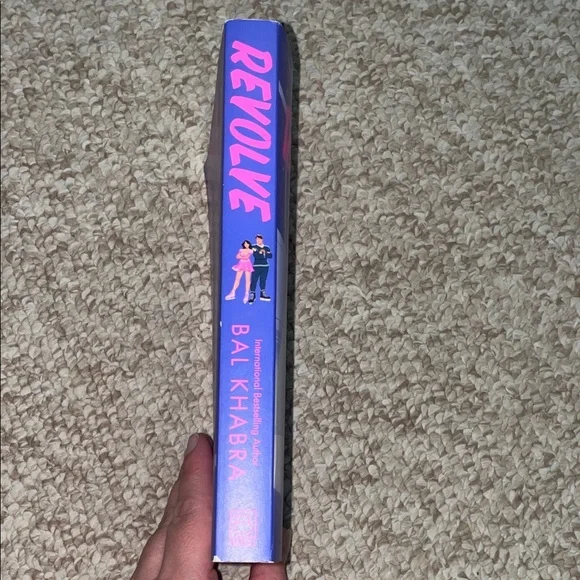 REVOLVE
International Bestselling Author
BAL KHABRA